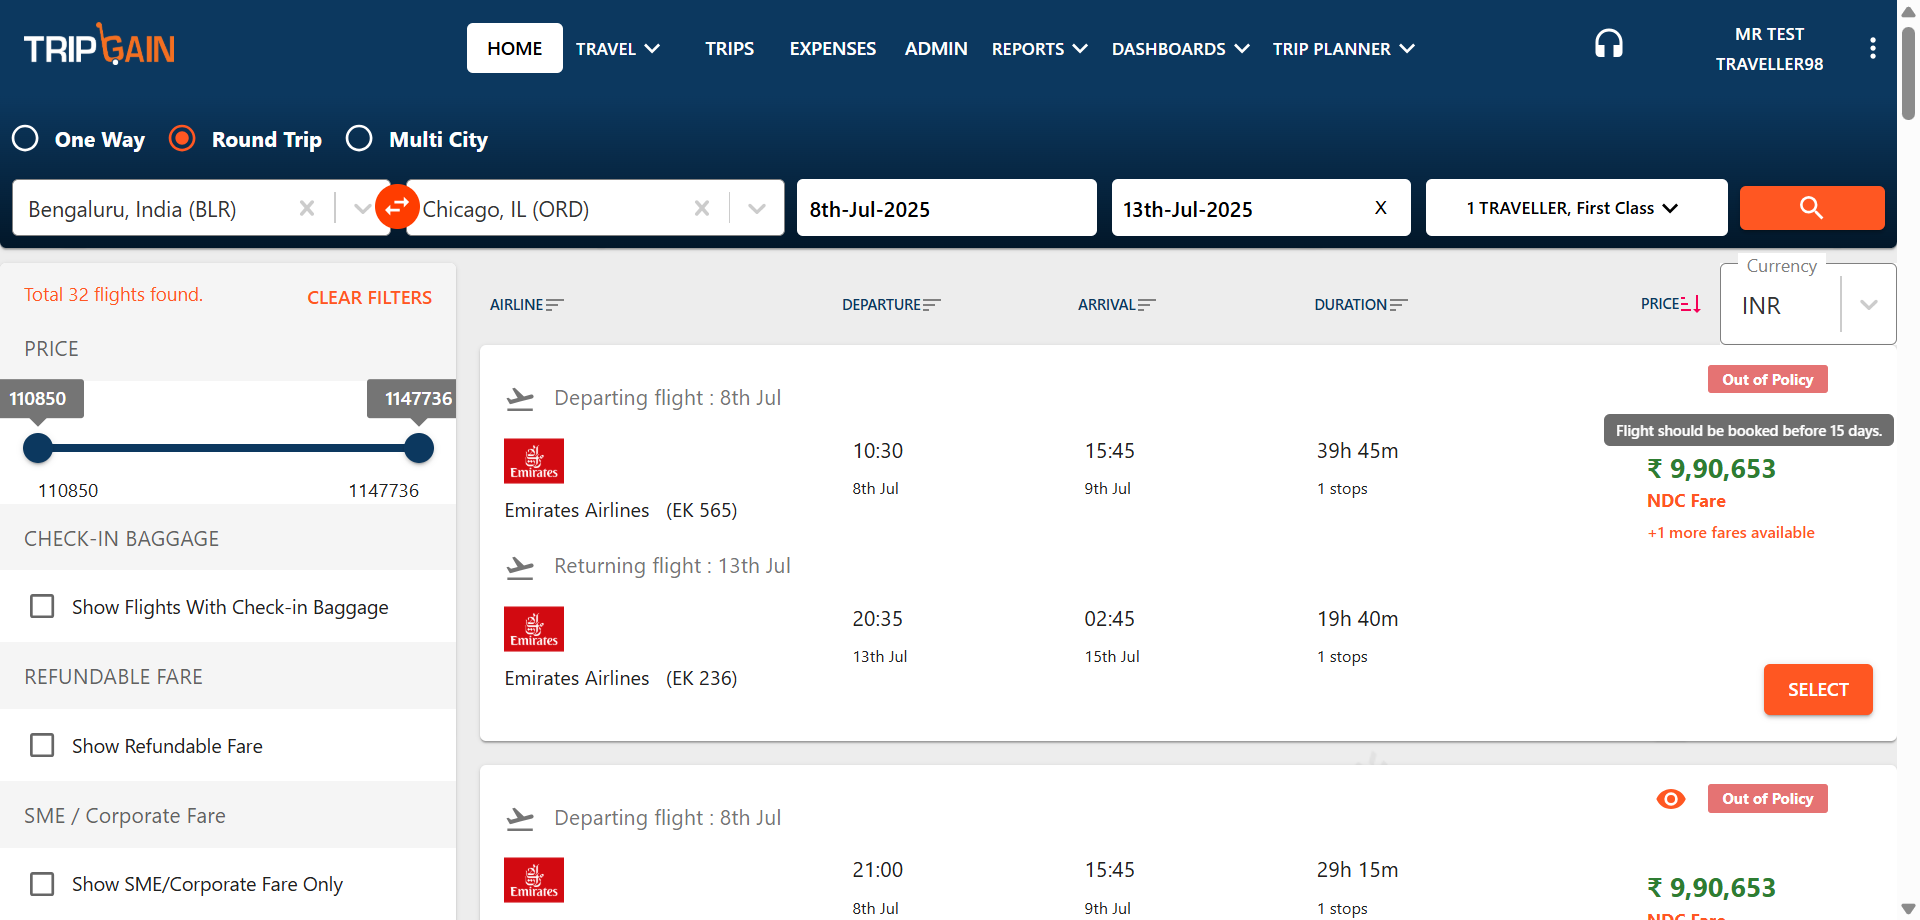 TRIPGAIN
HOME
TRAVEL
TRIPS
EXPENSES
ADMIN
REPORTS
DASHBOARDS
TRIP PLANNER
MR TEST
TRAVELLER98
One Way
Round Trip
Multi City
Bengaluru, India (BLR)
Chicago, IL (ORD)
8th-Jul-2025
13th-Jul-2025
X
1 TRAVELLER, First Class
Total 32 flights found.
CLEAR FILTERS
PRICE
110850
1147736
110850
1147736
CHECK-IN BAGGAGE
Show Flights With Check-in Baggage
REFUNDABLE FARE
Show Refundable Fare
SME / Corporate Fare
Show SME/Corporate Fare Only
AIRLINE
DEPARTURE
ARRIVAL
DURATION
PRICE
Currency
INR
Out of Policy
Flight should be booked before 15 days.
Departing flight : 8th Jul
Emirates
Emirates Airlines (EK 565)
10:30
8th Jul
15:45
9th Jul
39h 45m
1 stops
₹ 9,90,653
NDC Fare
+1 more fares available
Returning flight : 13th Jul
Emirates
Emirates Airlines (EK 236)
20:35
13th Jul
02:45
15th Jul
19h 40m
1 stops
SELECT
Out of Policy
Departing flight : 8th Jul
Emirates
21:00
8th Jul
15:45
9th Jul
29h 15m
1 stops
₹ 9,90,653
NDC Fare